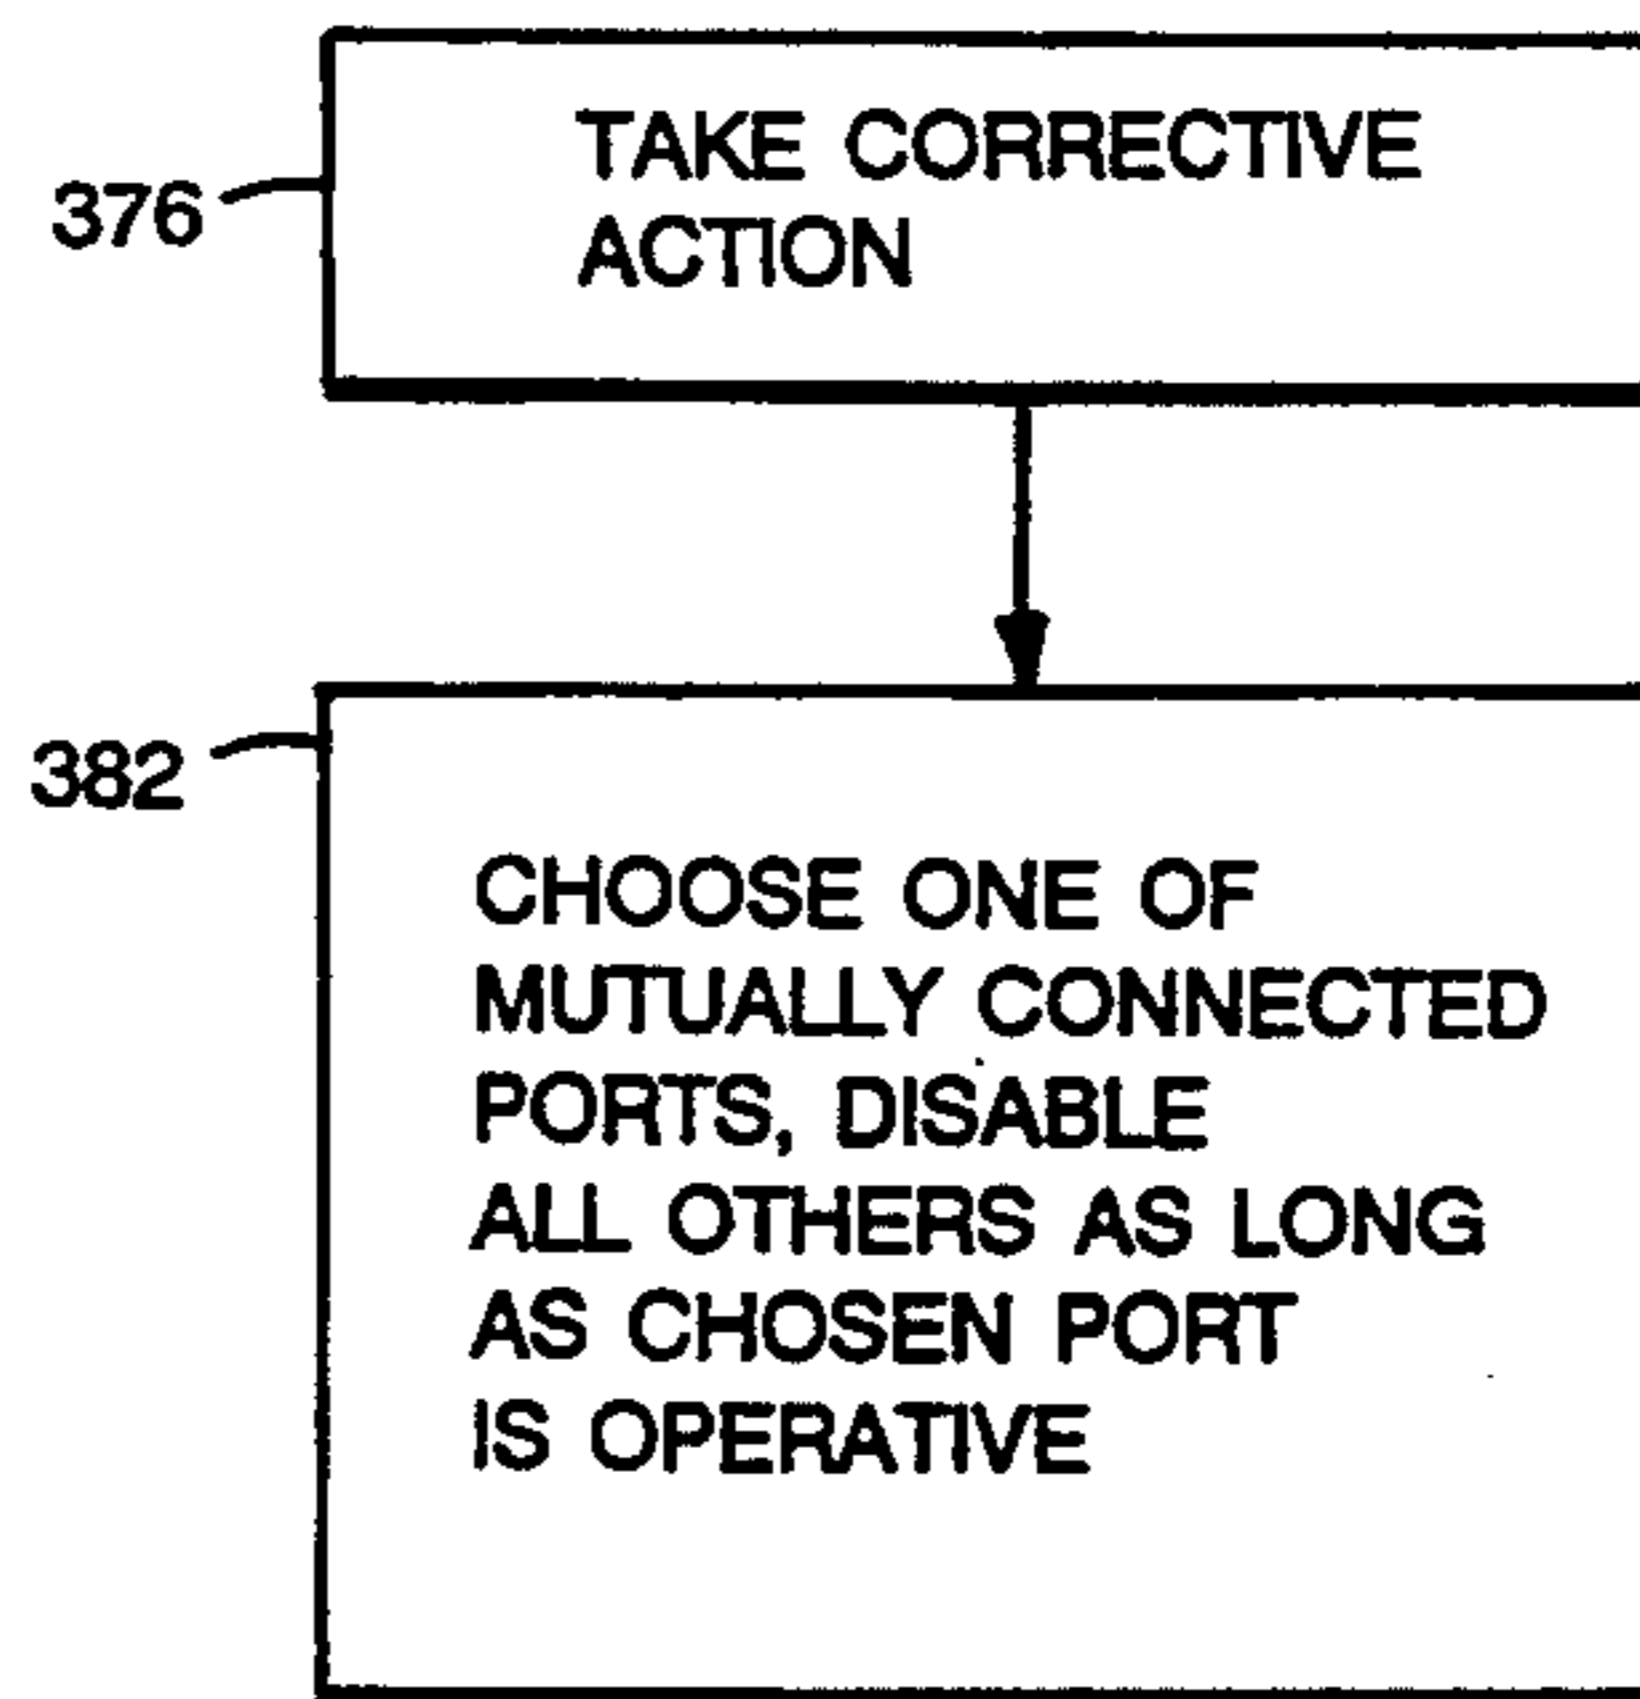 TAKE CORRECTIVE
ACTION
376
382
CHOOSE ONE OF
MUTUALLY CONNECTED
PORTS, DISABLE
ALL OTHERS AS LONG
AS CHOSEN PORT
IS OPERATIVE